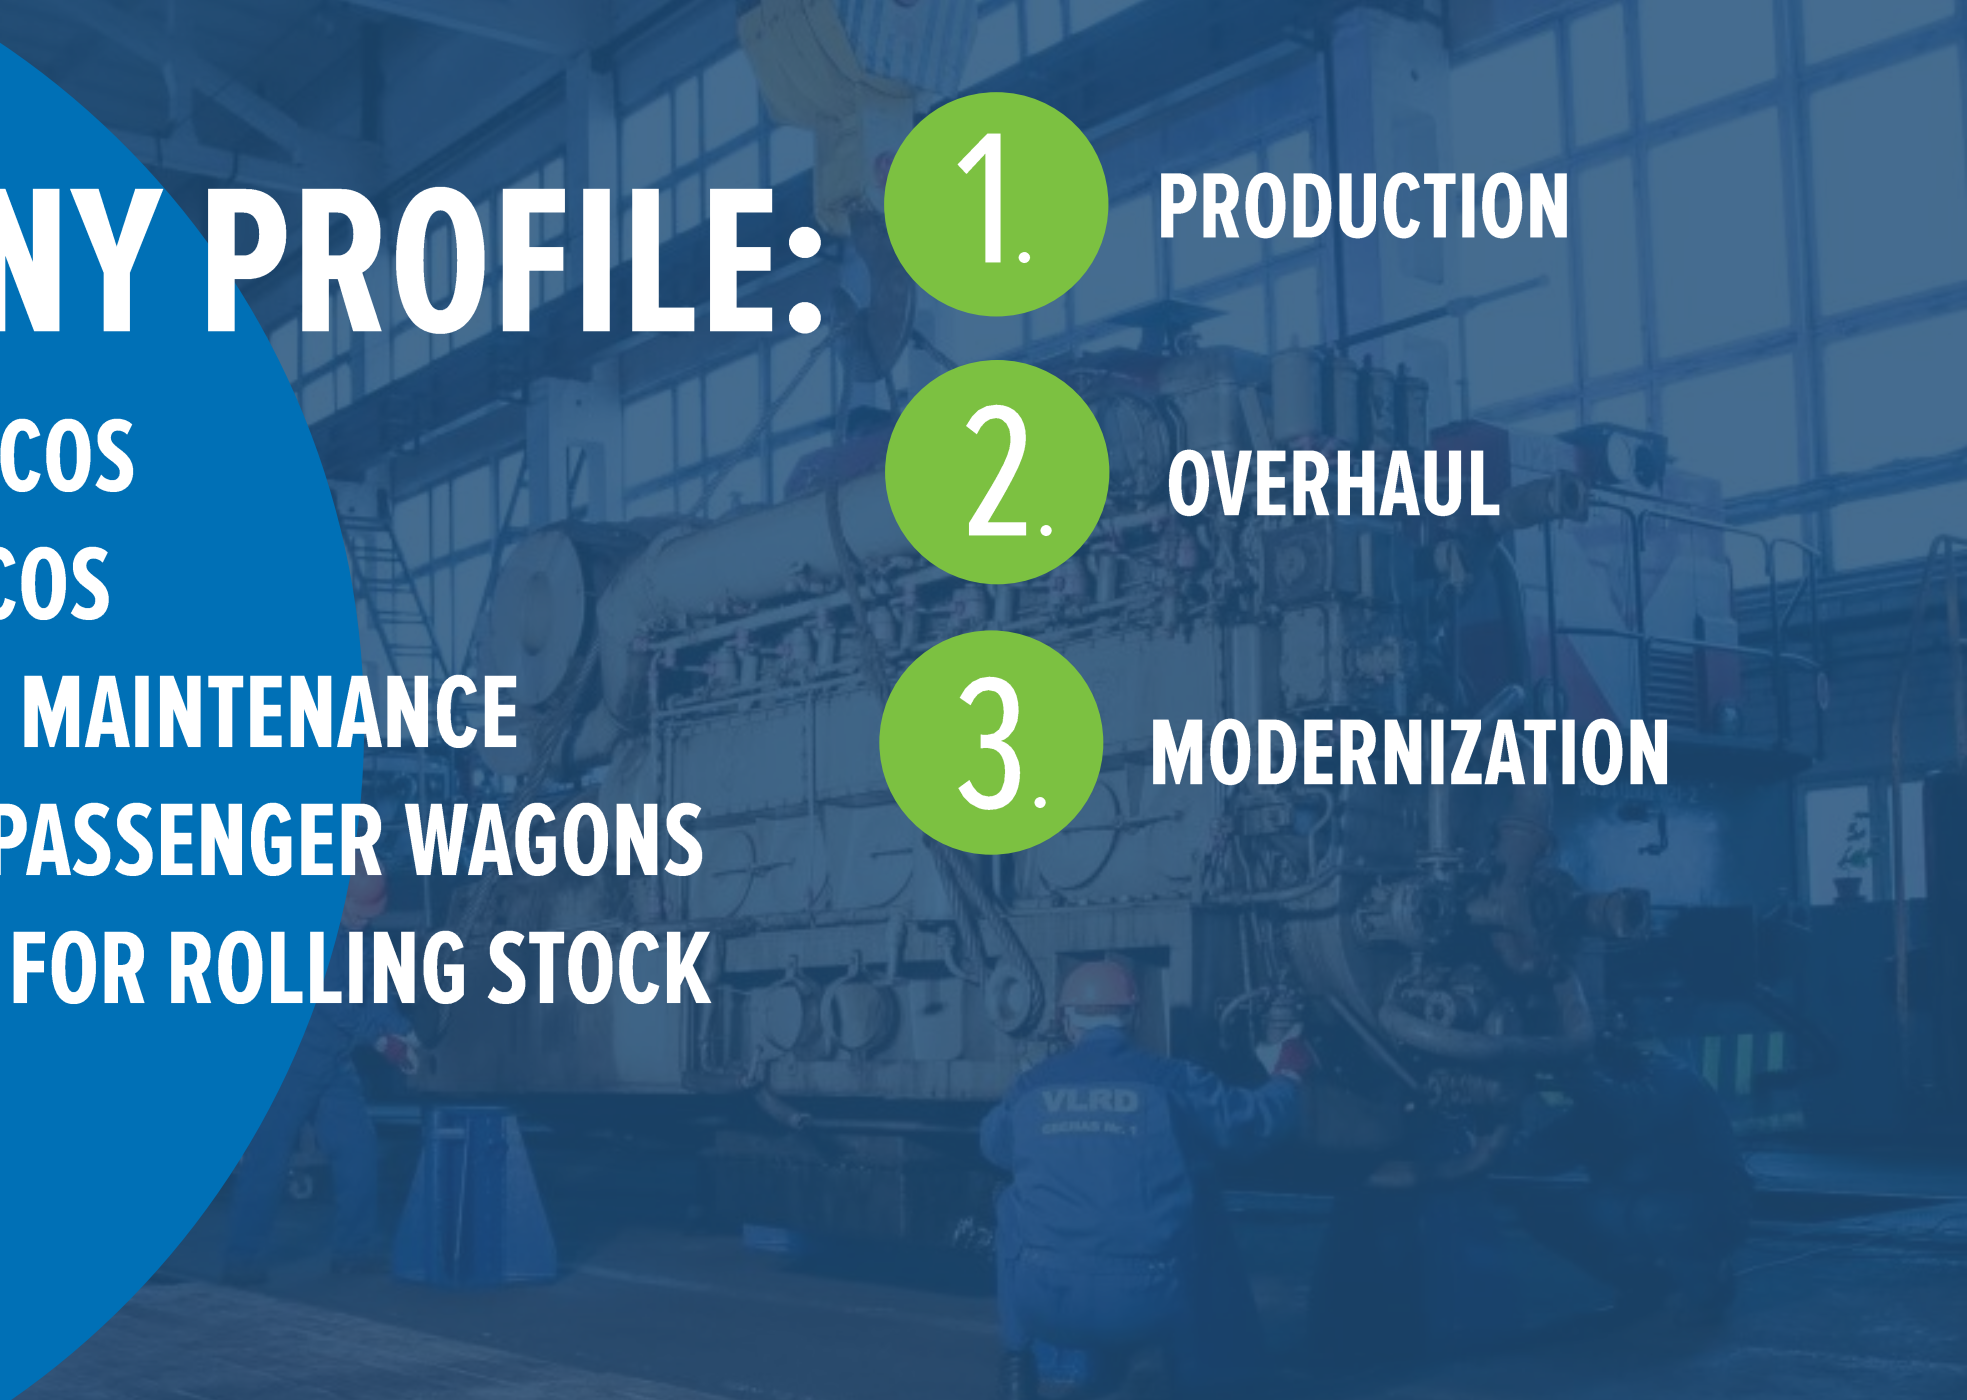 NY PROFILE:
COS
COS
MAINTENANCE
PASSENGER WAGONS
FOR ROLLING STOCK
1.
PRODUCTION
2.
OVERHAUL
3.
MODERNIZATION
VLRD